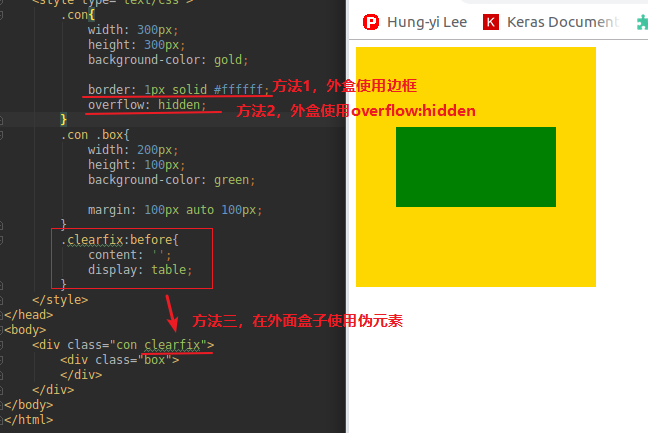 <style type="text/css">
.con{
width: 300px;
height: 300px;
background-color: gold;
border: 1px solid #ffffff;
方法1，外盒使用边框
overflow: hidden;
方法2，外盒使用overflow:hidden
}
.con .box{
width: 200px;
height: 100px;
background-color: green;
margin: 100px auto 100px;
}
.clearfix:before{
content: '';
display: table;
}
</style>
方法三，在外面盒子使用伪元素
</head>
<body>
<div class="con clearfix">
<div class="box">
</div>
</div>
</body>
</html>
Hung-yi Lee
Keras Document